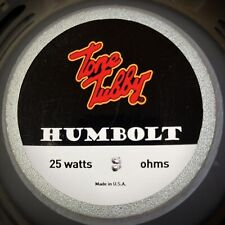 Tone
Tubby
HUMBOLT
25 watts 8 ohms
Made in U.S.A.